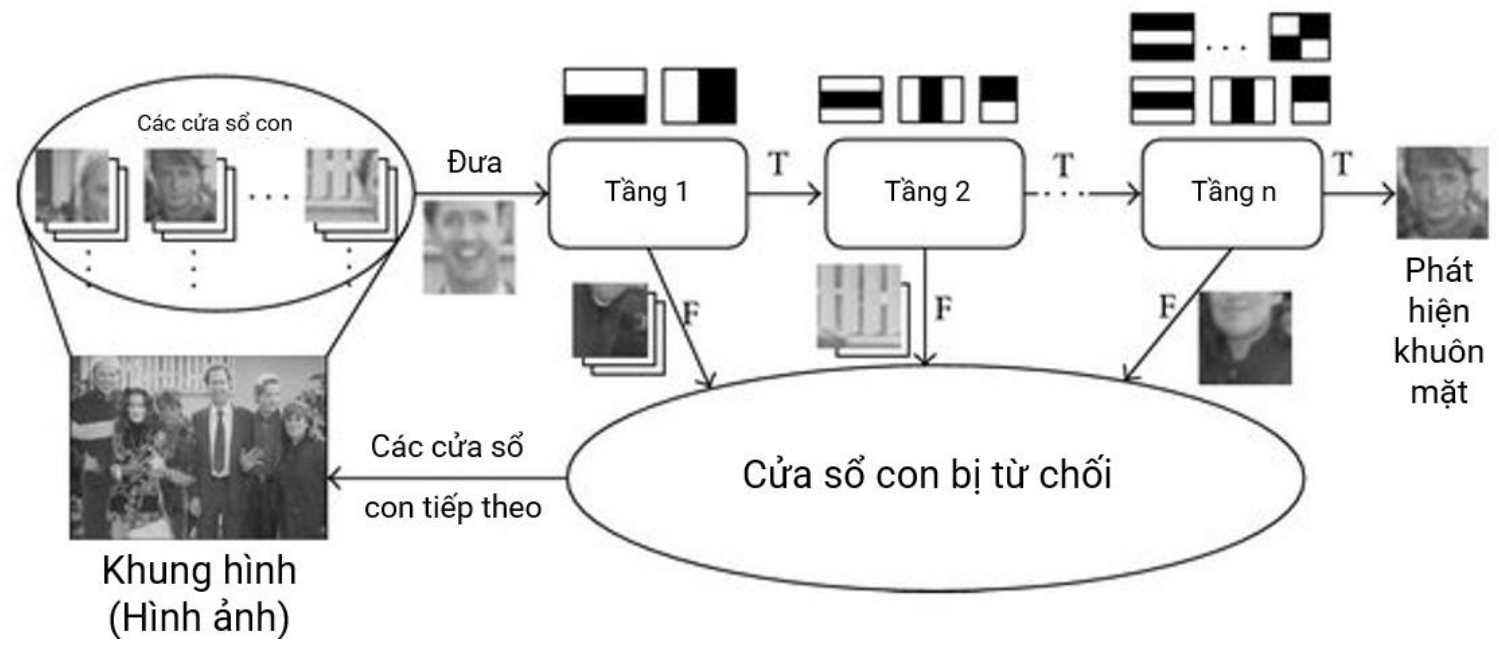 Các cửa sổ con
Đưa
Tầng 1
T
Tầng 2
T
Tầng n
T
F
F
F
Phát
hiện
khuôn
mặt
Các cửa sổ
con tiếp theo
Cửa sổ con bị từ chối
Khung hình
(Hình ảnh)